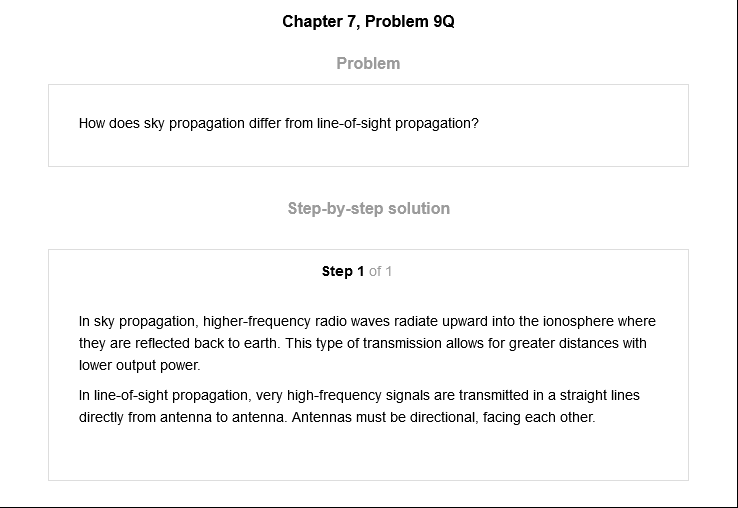 Chapter 7, Problem 9Q
Problem
How does sky propagation differ from line-of-sight propagation?
Step-by-step solution
Step 1 of 1
In sky propagation, higher-frequency radio waves radiate upward into the ionosphere where
they are reflected back to earth. This type of transmission allows for greater distances with
lower output power.
In line-of-sight propagation, very high-frequency signals are transmitted in a straight lines
directly from antenna to antenna. Antennas must be directional, facing each other.